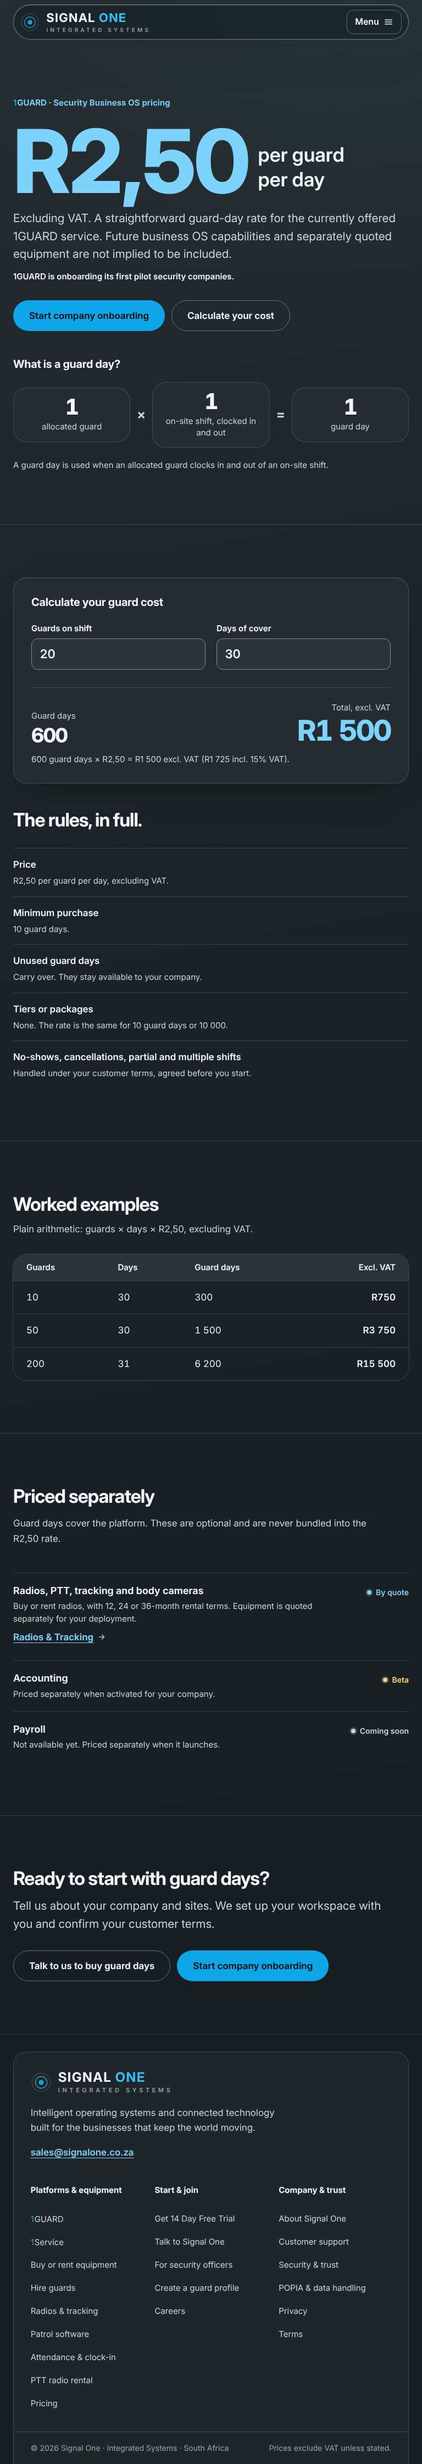 SIGNAL ONE
INTEGRATED SYSTEMS
Menu
1GUARD · Security Business OS pricing
R2,50 per guard
per day
Excluding VAT. A straightforward guard-day rate for the currently offered
1GUARD service. Future business OS capabilities and separately quoted
equipment are not implied to be included.
1GUARD is onboarding its first pilot security companies.
Start company onboarding
Calculate your cost
What is a guard day?
1
allocated guard
×
1
on-site shift, clocked in
and out
=
1
guard day
A guard day is used when an allocated guard clocks in and out of an on-site shift.
Calculate your guard cost
Guards on shift
20
Days of cover
30
Guard days
600
Total, excl. VAT
R1 500
600 guard days × R2,50 = R1 500 excl. VAT (R1 725 incl. 15% VAT).
The rules, in full.
Price
R2,50 per guard per day, excluding VAT.
Minimum purchase
10 guard days.
Unused guard days
Carry over. They stay available to your company.
Tiers or packages
None. The rate is the same for 10 guard days or 10 000.
No-shows, cancellations, partial and multiple shifts
Handled under your customer terms, agreed before you start.
Worked examples
Plain arithmetic: guards × days × R2,50, excluding VAT.
Guards Days Guard days Excl. VAT
10 30 300 R750
50 30 1 500 R3 750
200 31 6 200 R15 500
Priced separately
Guard days cover the platform. These are optional and are never bundled into the
R2,50 rate.
Radios, PTT, tracking and body cameras
By quote
Buy or rent radios, with 12, 24 or 36-month rental terms. Equipment is quoted
separately for your deployment.
Radios & Tracking →
Accounting
Beta
Priced separately when activated for your company.
Payroll
Coming soon
Not available yet. Priced separately when it launches.
Ready to start with guard days?
Tell us about your company and sites. We set up your workspace with
you and confirm your customer terms.
Talk to us to buy guard days
Start company onboarding
SIGNAL ONE
INTEGRATED SYSTEMS
Intelligent operating systems and connected technology
built for the businesses that keep the world moving.
sales@signalone.co.za
Platforms & equipment
1GUARD
1Service
Buy or rent equipment
Hire guards
Radios & tracking
Patrol software
Attendance & clock-in
PTT radio rental
Pricing
Start & join
Get 14 Day Free Trial
Talk to Signal One
For security officers
Create a guard profile
Careers
Company & trust
About Signal One
Customer support
Security & trust
POPIA & data handling
Privacy
Terms
© 2026 Signal One · Integrated Systems · South Africa
Prices exclude VAT unless stated.